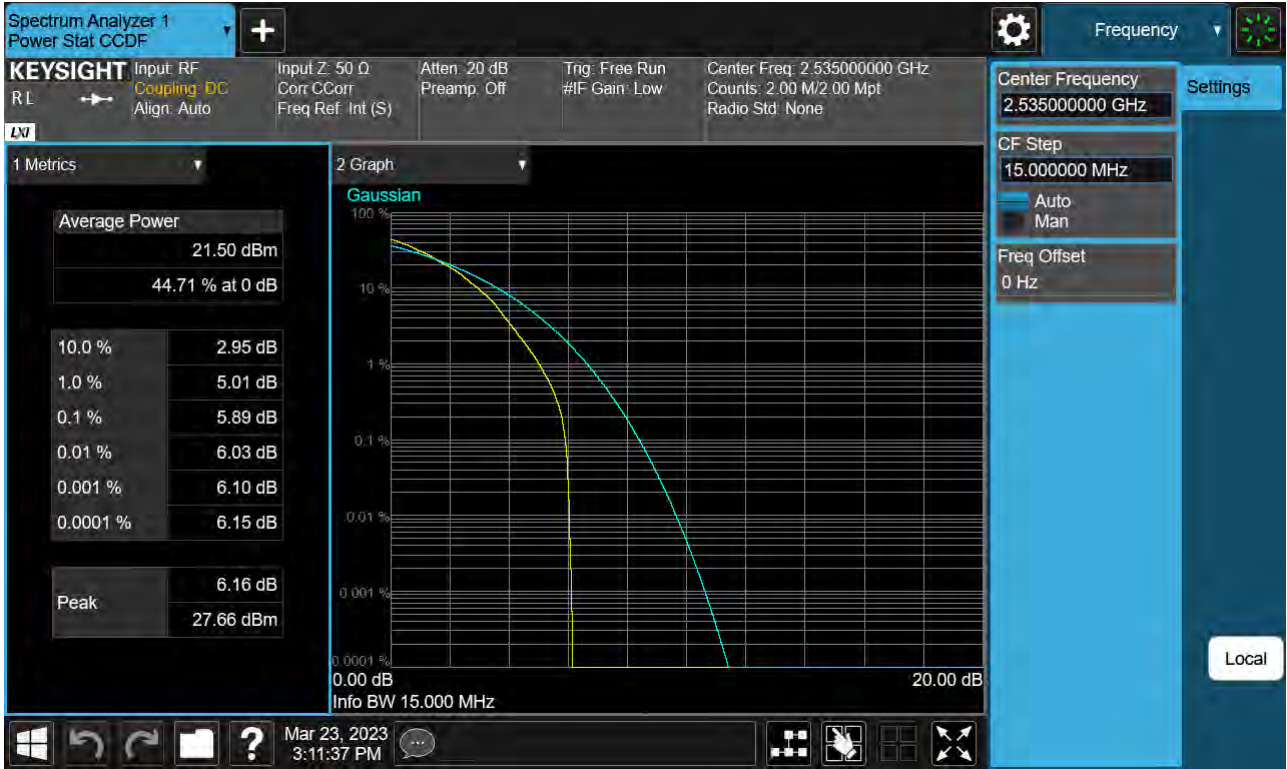 Spectrum Analyzer 1
Power Stat CCDF
Frequency
KEYSIGHT
R L
LXI
Input: RF
Coupling: DC
Align: Auto
Input Z: 50 Ω
Corr CCorr
Freq Ref: Int (S)
Atten: 20 dB
Preamp: Off
Trig: Free Run
#IF Gain: Low
Center Freq: 2.535000000 GHz
Counts: 2.00 M/2.00 Mpt
Radio Std: None
Center Frequency
2.535000000 GHz
Settings
CF Step
15.000000 MHz
Auto
Man
Freq Offset
0 Hz
1 Metrics
Average Power
21.50 dBm
44.71 % at 0 dB
10.0 % 2.95 dB
1.0 % 5.01 dB
0.1 % 5.89 dB
0.01 % 6.03 dB
0.001 % 6.10 dB
0.0001 % 6.15 dB
Peak
6.16 dB
27.66 dBm
2 Graph
Gaussian
100 %
10 %
1 %
0.1 %
0.01 %
0.001 %
0.0001 %
0.00 dB 20.00 dB
Info BW 15.000 MHz
Local
?
Mar 23, 2023
3:11:37 PM